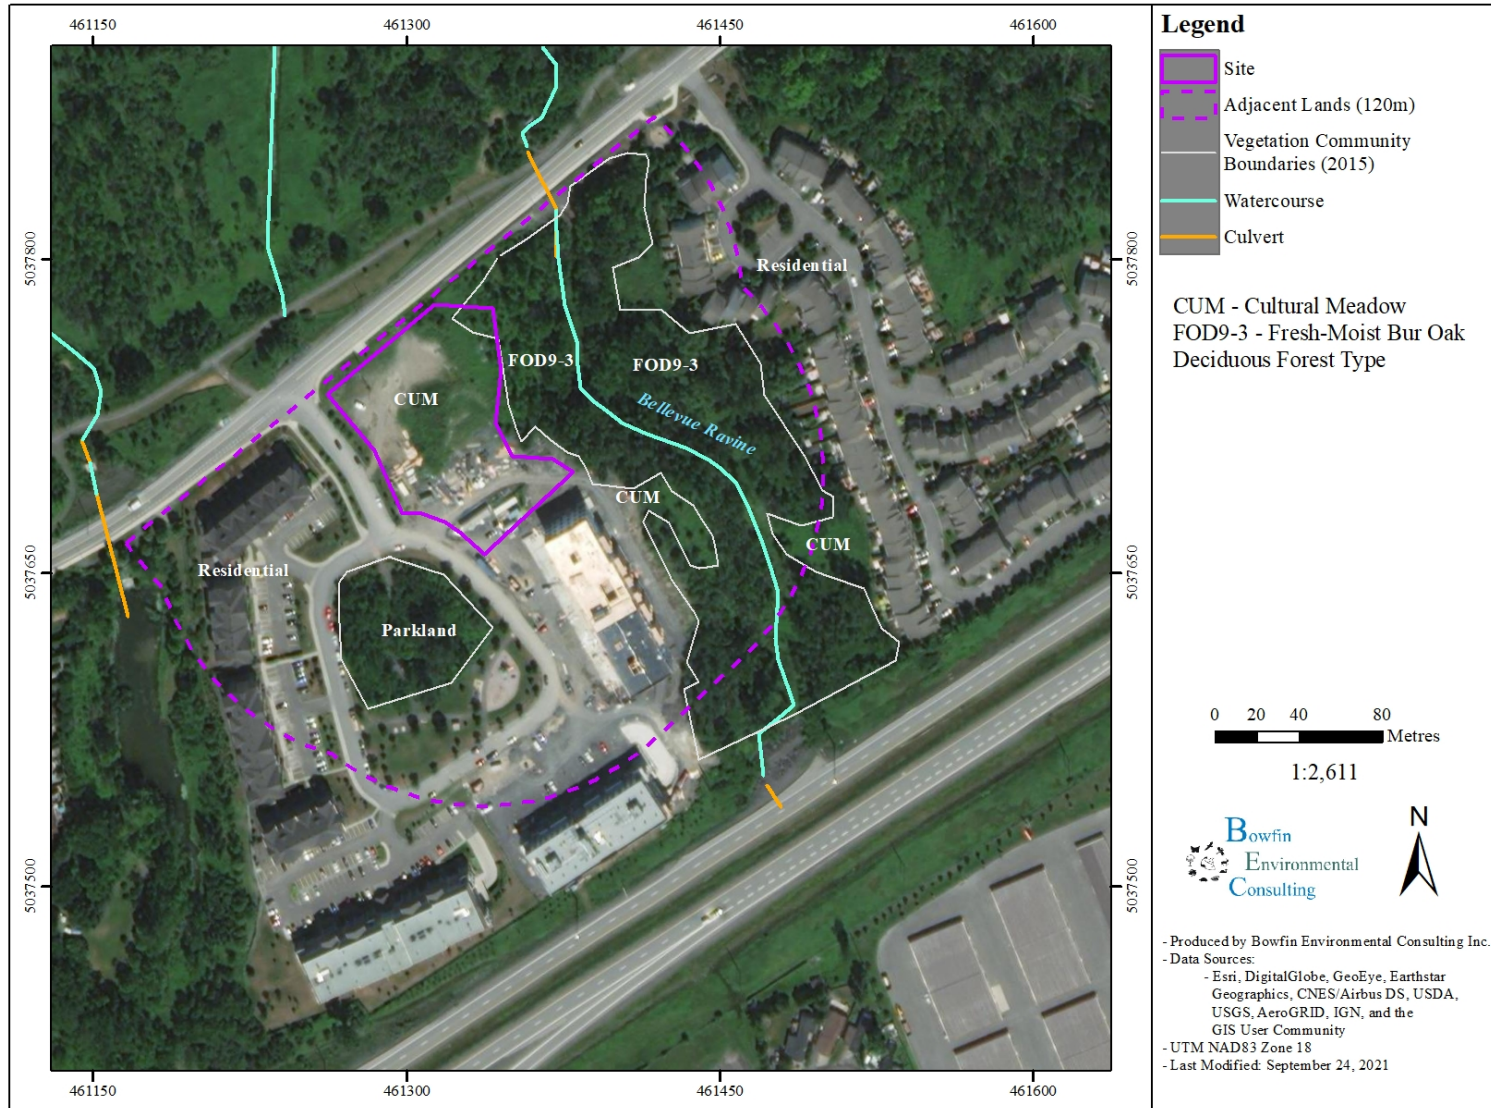 461150
461300
461450
461600
Legend
Site
Adjacent Lands (120m)
Vegetation Community
Boundaries (2015)
Watercourse
Culvert
CUM - Cultural Meadow
FOD9-3 - Fresh-Moist Bur Oak
Deciduous Forest Type
5037800
5037800
5037650
5037650
5037500
5037500
Residential
FOD9-3
FOD9-3
CUM
Bellevue Ravine
CUM
CUM
Residential
Parkland
0 20 40 80
Metres
1:2,611
Bowfin
Environmental
Consulting
N
- Produced by Bowfin Environmental Consulting Inc.
- Data Sources:
- Esri, DigitalGlobe, GeoEye, Earthstar
Geographics, CNES/Airbus DS, USDA,
USGS, AeroGRID, IGN, and the
GIS User Community
- UTM NAD83 Zone 18
- Last Modified: September 24, 2021
461150
461300
461450
461600